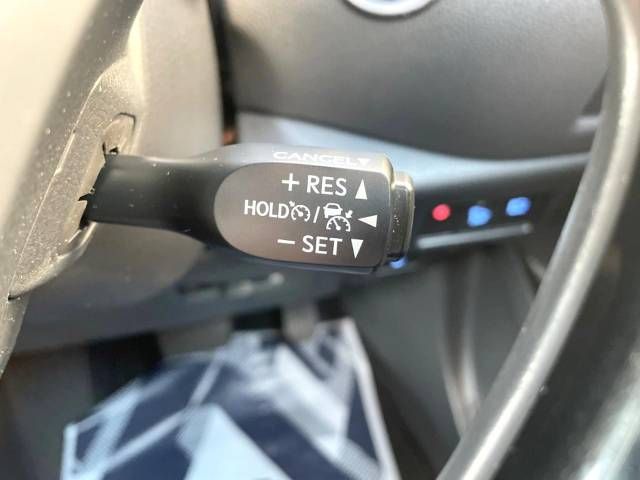 CANCEL▼
+ RES ▲
HOLD / ◀
− SET ▼